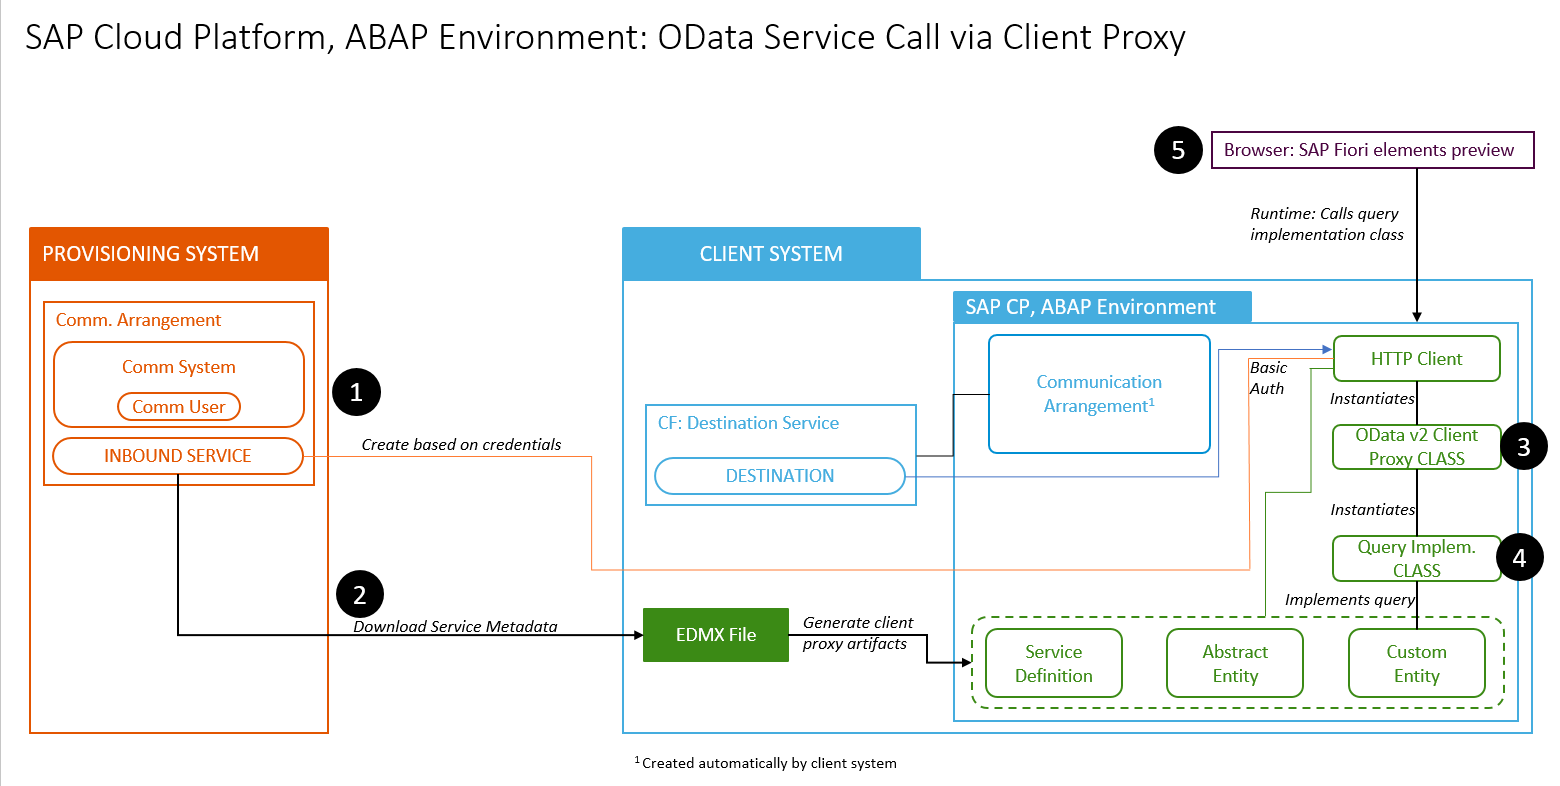 SAP Cloud Platform, ABAP Environment: OData Service Call via Client Proxy
5
Browser: SAP Fiori elements preview
Runtime: Calls query
implementation class
PROVISIONING SYSTEM
Comm. Arrangement
Comm System
Comm User
INBOUND SERVICE
1
Create based on credentials
2
Download Service Metadata
CLIENT SYSTEM
CF: Destination Service
DESTINATION
EDMX File
Generate client
proxy artifacts
SAP CP, ABAP Environment
Communication
Arrangement¹
Basic
Auth
HTTP Client
Instantiates
OData v2 Client
Proxy CLASS
3
Instantiates
Query Implem.
CLASS
4
Implements query
Service
Definition
Abstract
Entity
Custom
Entity
¹ Created automatically by client system